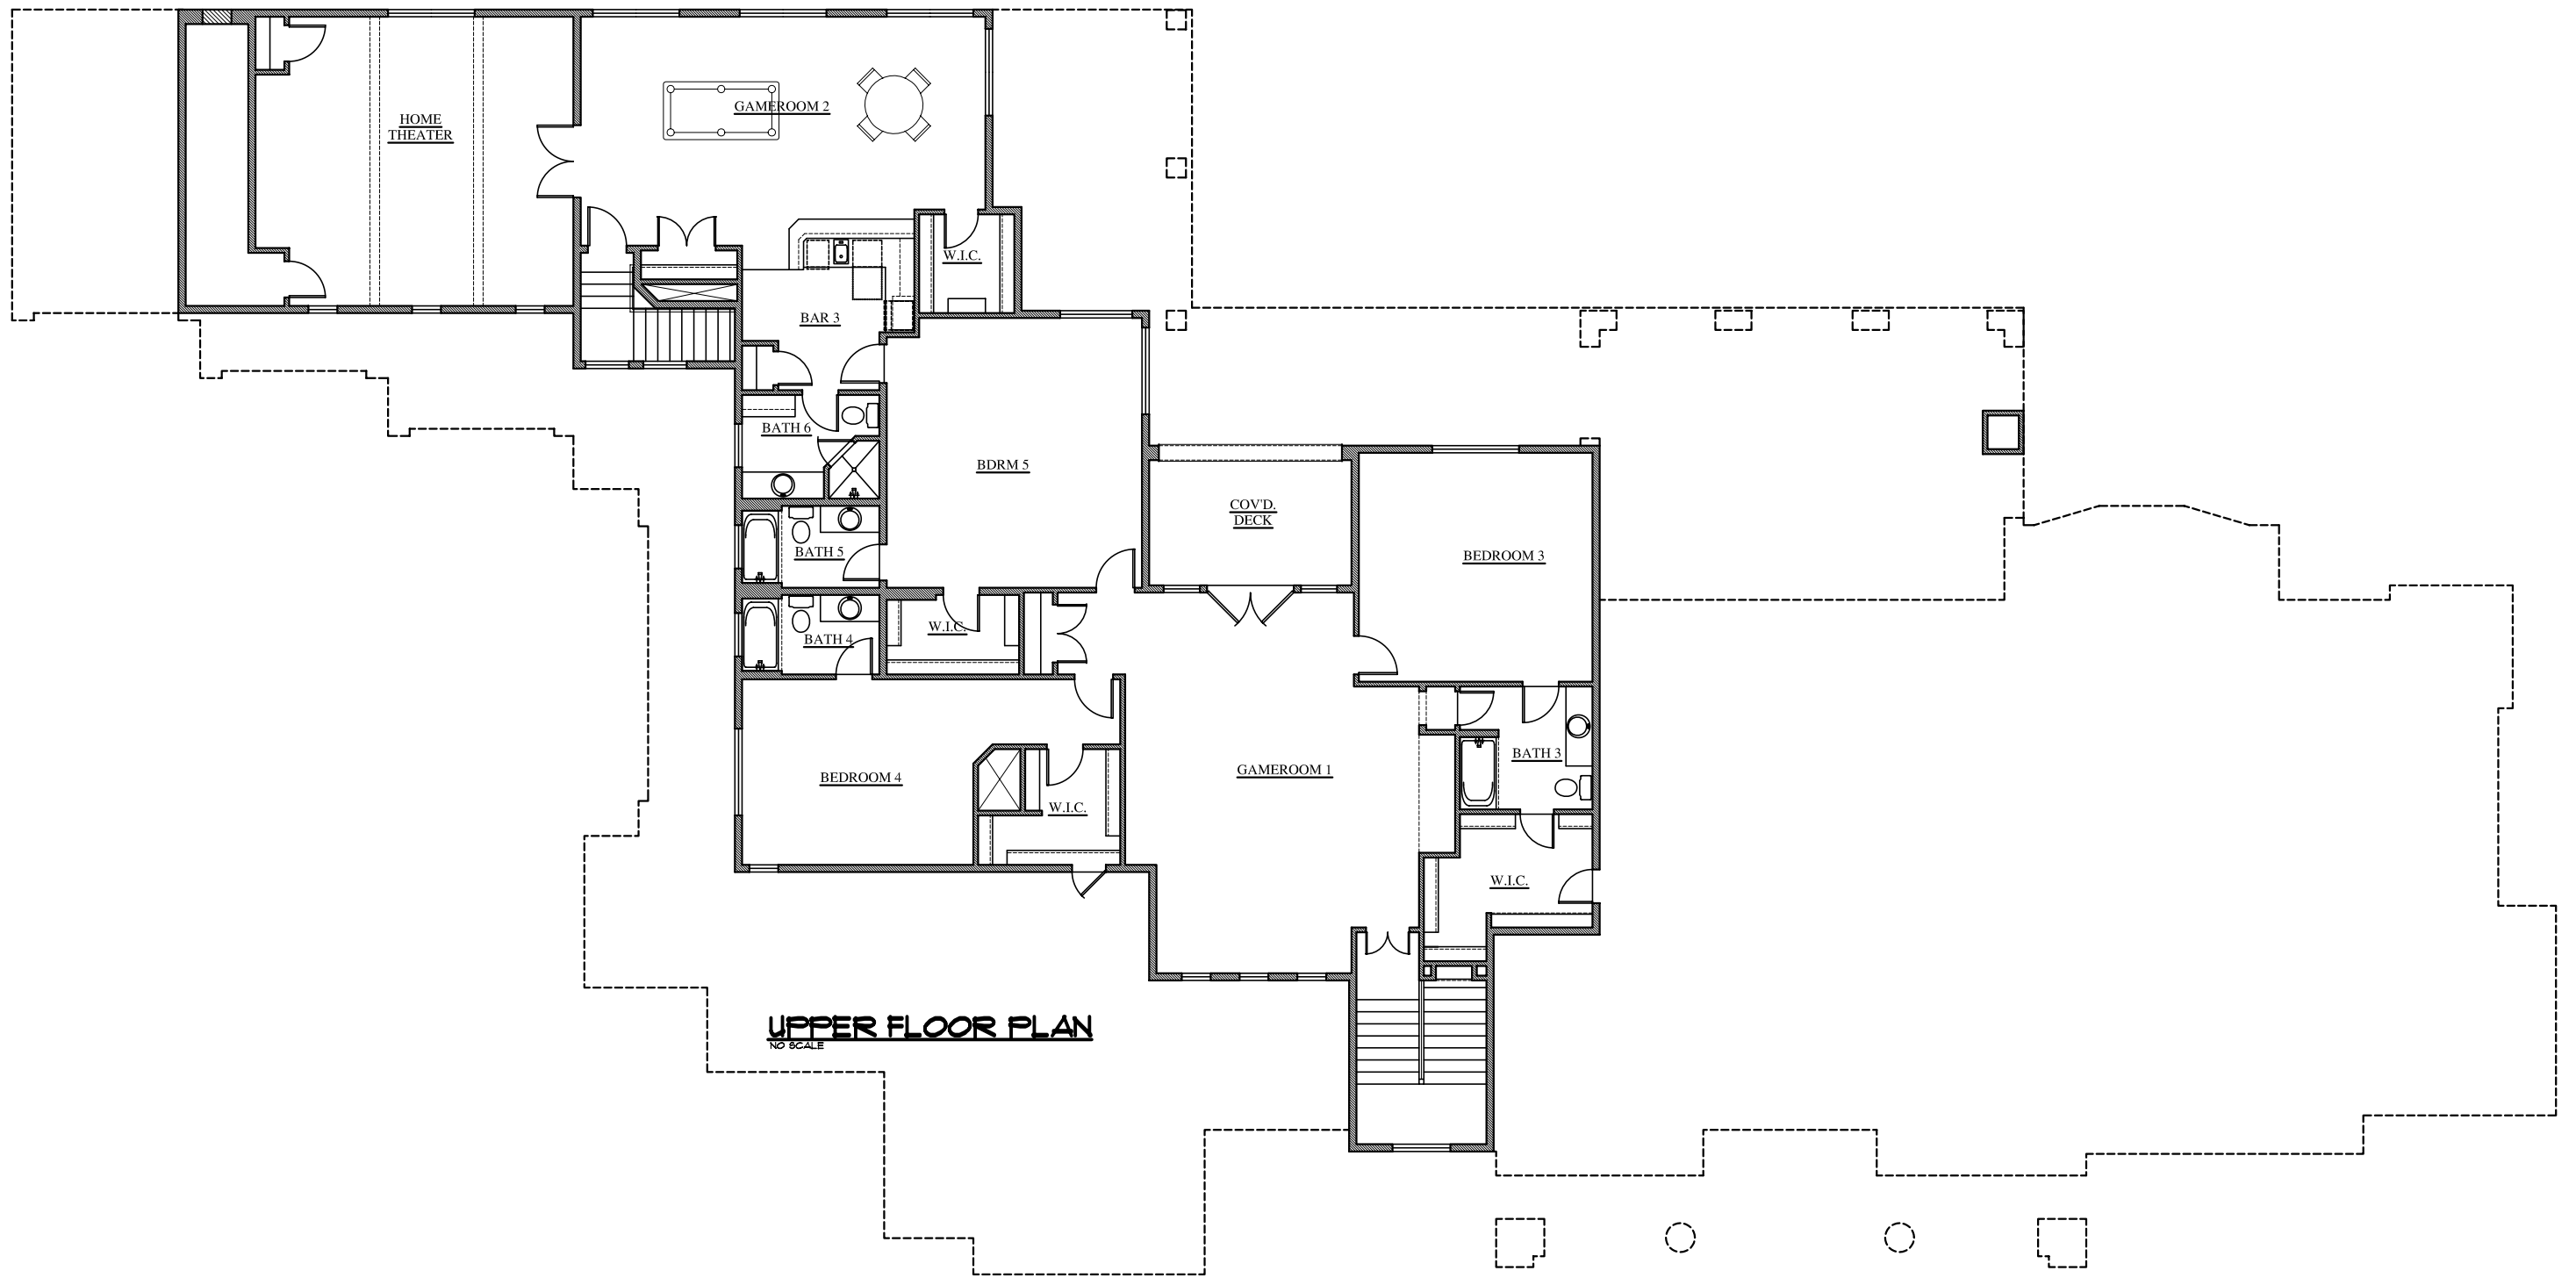 HOME
THEATER
GAMEROOM 2
W.I.C.
BAR 3
BATH 6
BDRM 5
COV'D.
DECK
BATH 5
BEDROOM 3
W.I.C.
BATH 4
BEDROOM 4
W.I.C.
GAMEROOM 1
BATH 3
W.I.C.
UPPER FLOOR PLAN
NO SCALE